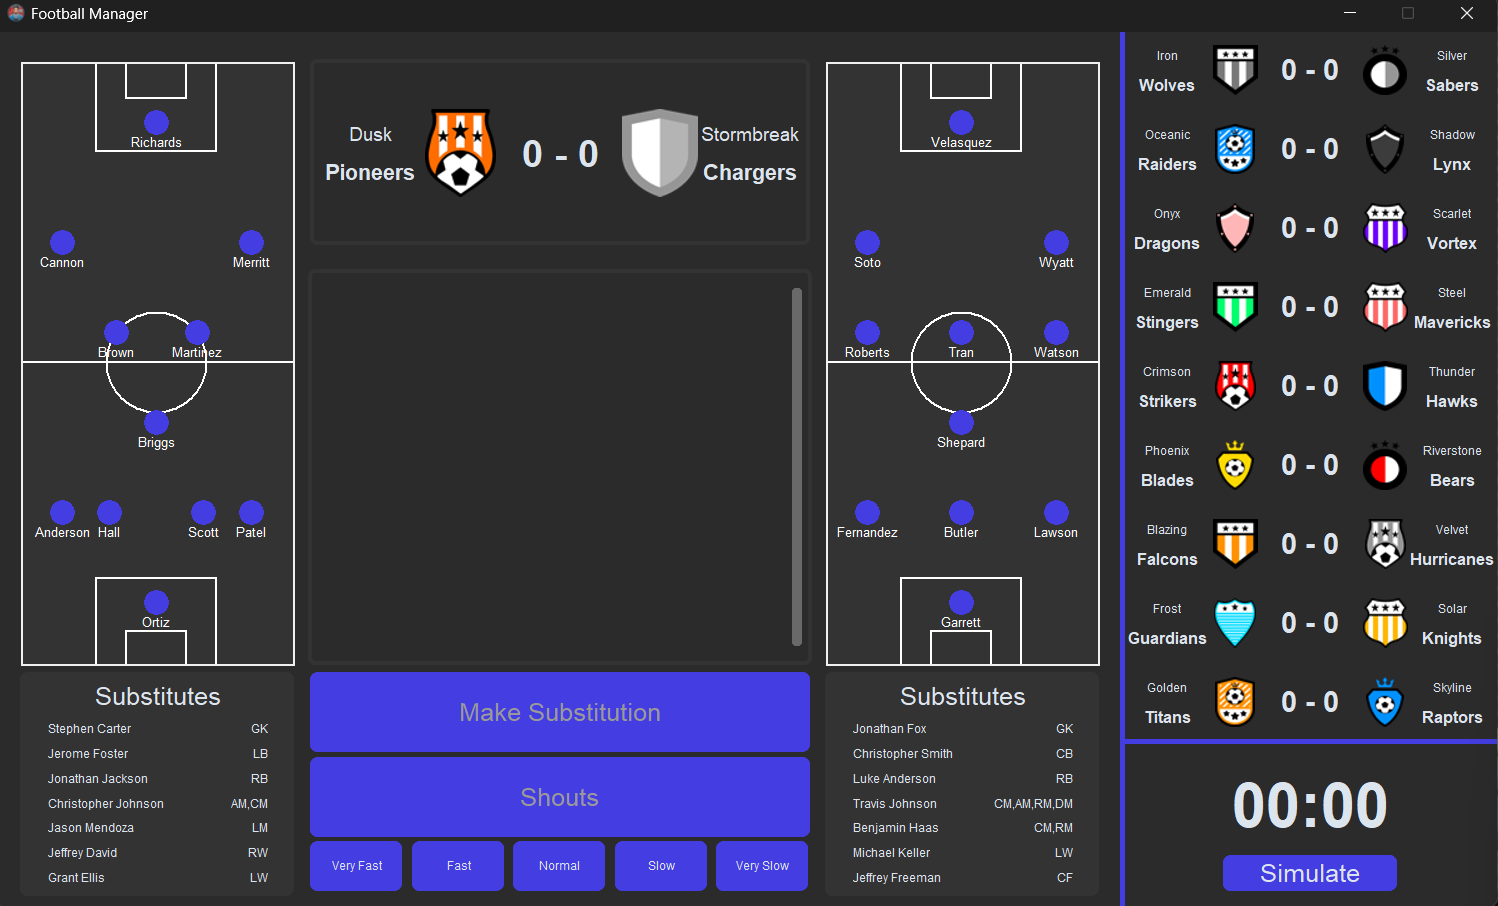 Football Manager
Richards
Cannon
Merritt
Brown
Martinez
Briggs
Anderson
Hall
Scott
Patel
Ortiz
Substitutes
Stephen Carter GK
Jerome Foster LB
Jonathan Jackson RB
Christopher Johnson AM,CM
Jason Mendoza LM
Jeffrey David RW
Grant Ellis LW
Dusk
Pioneers
0 - 0
Stormbreak
Chargers
Make Substitution
Shouts
Very Fast
Fast
Normal
Slow
Very Slow
Velasquez
Soto
Wyatt
Roberts
Tran
Watson
Shepard
Fernandez
Butler
Lawson
Garrett
Substitutes
Jonathan Fox GK
Christopher Smith CB
Luke Anderson RB
Travis Johnson CM,AM,RM,DM
Benjamin Haas CM,RM
Michael Keller LW
Jeffrey Freeman CF
Iron
Wolves
0 - 0
Silver
Sabers
Oceanic
Raiders
0 - 0
Shadow
Lynx
Onyx
Dragons
0 - 0
Scarlet
Vortex
Emerald
Stingers
0 - 0
Steel
Mavericks
Crimson
Strikers
0 - 0
Thunder
Hawks
Phoenix
Blades
0 - 0
Riverstone
Bears
Blazing
Falcons
0 - 0
Velvet
Hurricanes
Frost
Guardians
0 - 0
Solar
Knights
Golden
Titans
0 - 0
Skyline
Raptors
00:00
Simulate